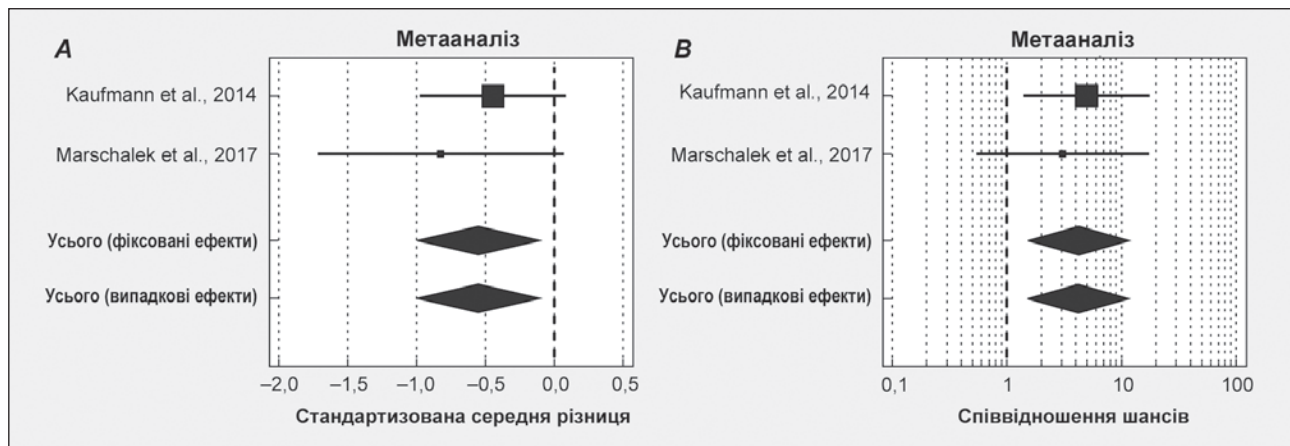 A
Метааналіз
Kaufmann et al., 2014
Marschalek et al., 2017
Усього (фіксовані ефекти)
Усього (випадкові ефекти)
–2,0 –1,5 –1,0 –0,5 0,0 0,5
Стандартизована середня різниця
B
Метааналіз
Kaufmann et al., 2014
Marschalek et al., 2017
Усього (фіксовані ефекти)
Усього (випадкові ефекти)
0,1 1 10 100
Співвідношення шансів